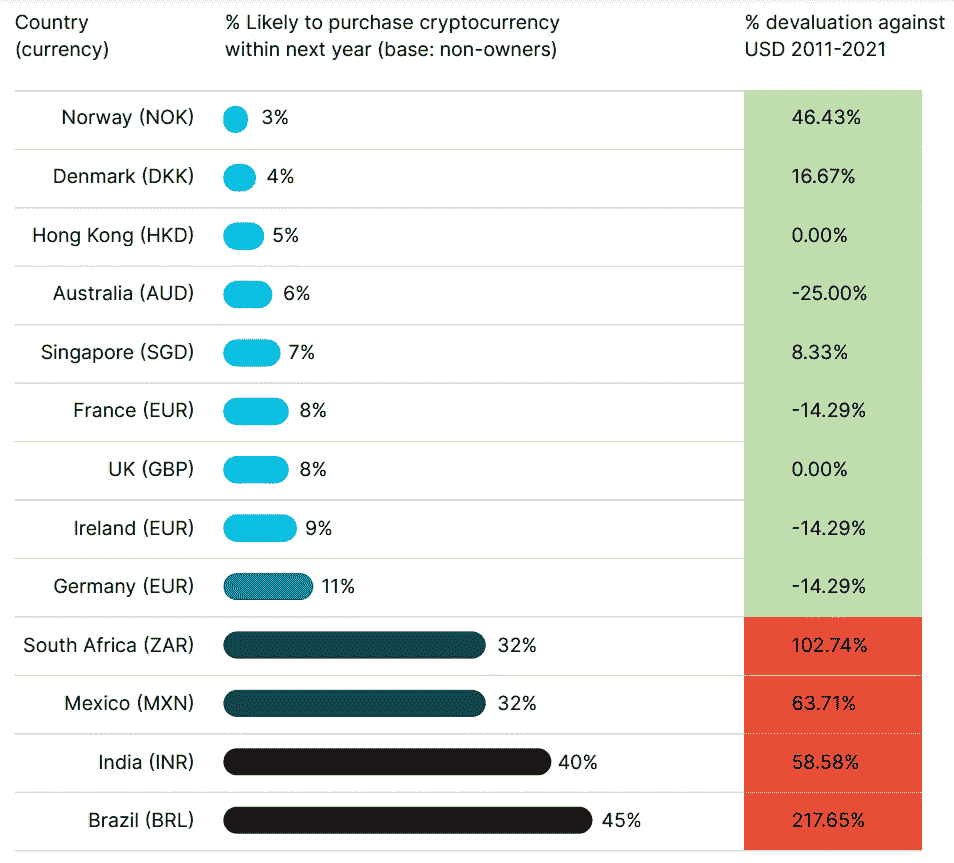 Country
(currency)
% Likely to purchase cryptocurrency
within next year (base: non-owners)
% devaluation against
USD 2011-2021
Norway (NOK) 3% 46.43%
Denmark (DKK) 4% 16.67%
Hong Kong (HKD) 5% 0.00%
Australia (AUD) 6% -25.00%
Singapore (SGD) 7% 8.33%
France (EUR) 8% -14.29%
UK (GBP) 8% 0.00%
Ireland (EUR) 9% -14.29%
Germany (EUR) 11% -14.29%
South Africa (ZAR) 32% 102.74%
Mexico (MXN) 32% 63.71%
India (INR) 40% 58.58%
Brazil (BRL) 45% 217.65%